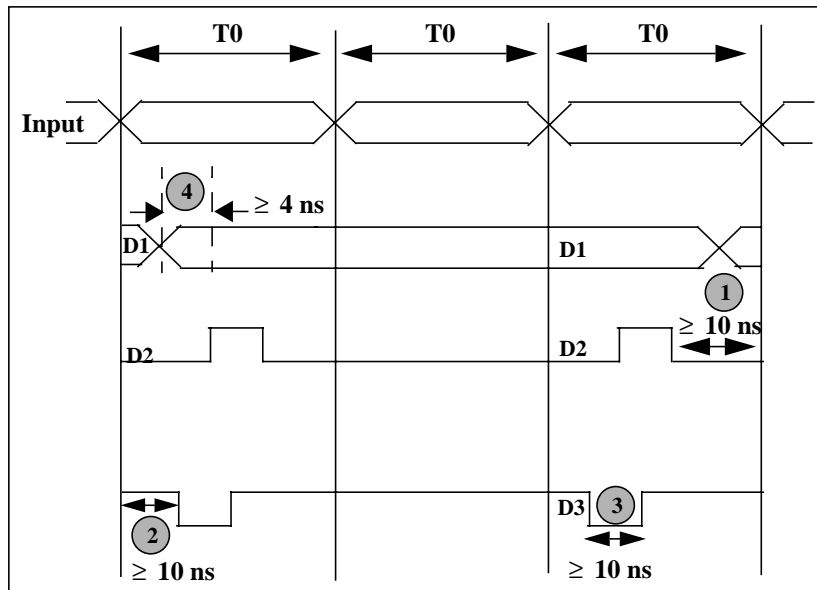 T0 T0 T0
Input
4
≥ 4 ns
D1 D1
1
≥ 10 ns
D2 D2
D3 3
2
≥ 10 ns ≥ 10 ns